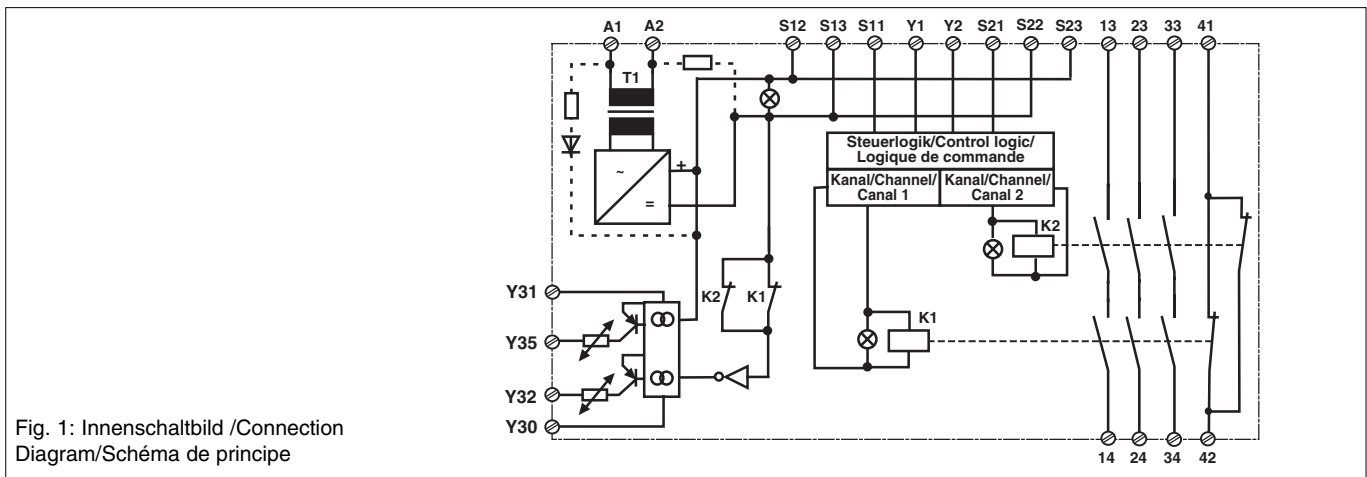 A1 A2 S12 S13 S11 Y1 Y2 S21 S22 S23 13 23 33 41
T1
Steuerlogik/Control logic/
Logique de commande
+
~
=
Kanal/Channel/
Canal 1
Kanal/Channel/
Canal 2
K2
Y31
K2 K1
K1
Y35
Y32
Y30
Fig. 1: Innenschaltbild /Connection
Diagram/Schéma de principe
14 24 34 42